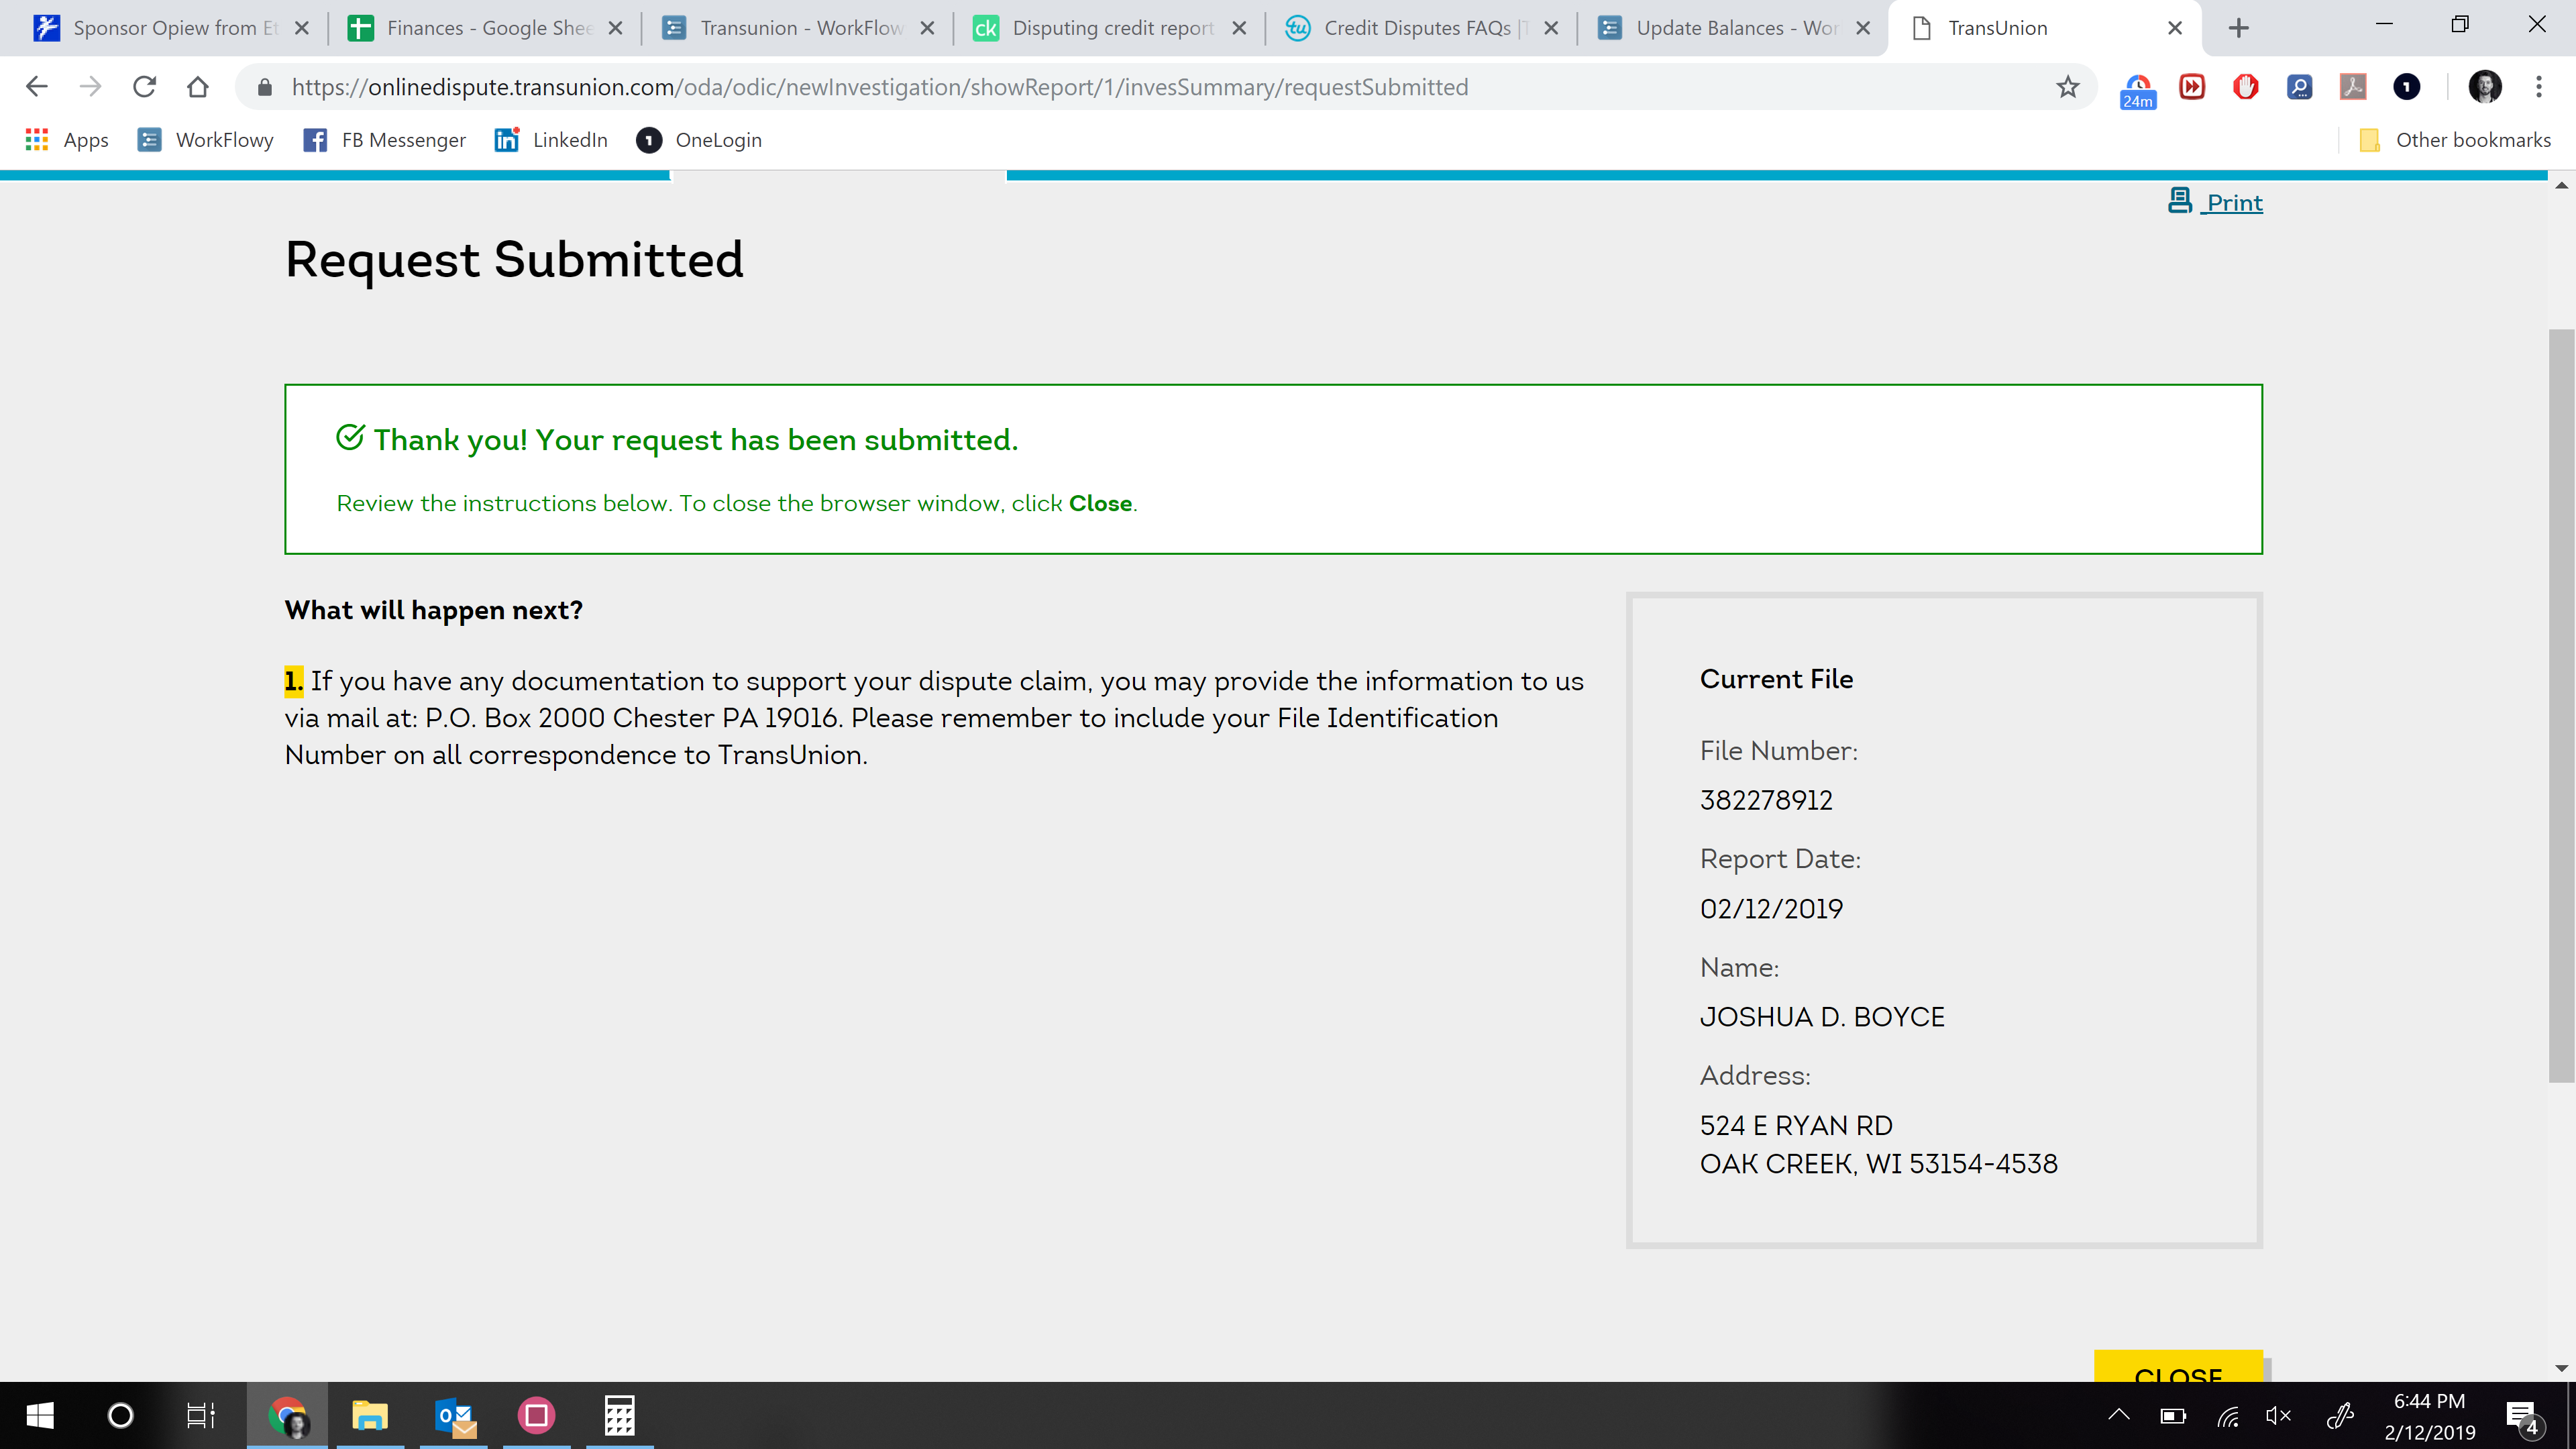 Sponsor Opiew from Et
Finances - Google Shee
Transunion - WorkFlow
ck
Disputing credit report
tu
Credit Disputes FAQs | T
Update Balances - Wor
TransUnion
https://onlinedispute.transunion.com/oda/odic/newInvestigation/showReport/1/invesSummary/requestSubmitted
24m
1
Apps
WorkFlowy
f
FB Messenger
in
LinkedIn
1
OneLogin
Other bookmarks
Print
Request Submitted
Thank you! Your request has been submitted.
Review the instructions below. To close the browser window, click Close.
What will happen next?
1. If you have any documentation to support your dispute claim, you may provide the information to us
via mail at: P.O. Box 2000 Chester PA 19016. Please remember to include your File Identification
Number on all correspondence to TransUnion.
Current File
File Number:
382278912
Report Date:
02/12/2019
Name:
JOSHUA D. BOYCE
Address:
524 E RYAN RD
OAK CREEK, WI 53154-4538
CLOSE
6:44 PM
2/12/2019
4